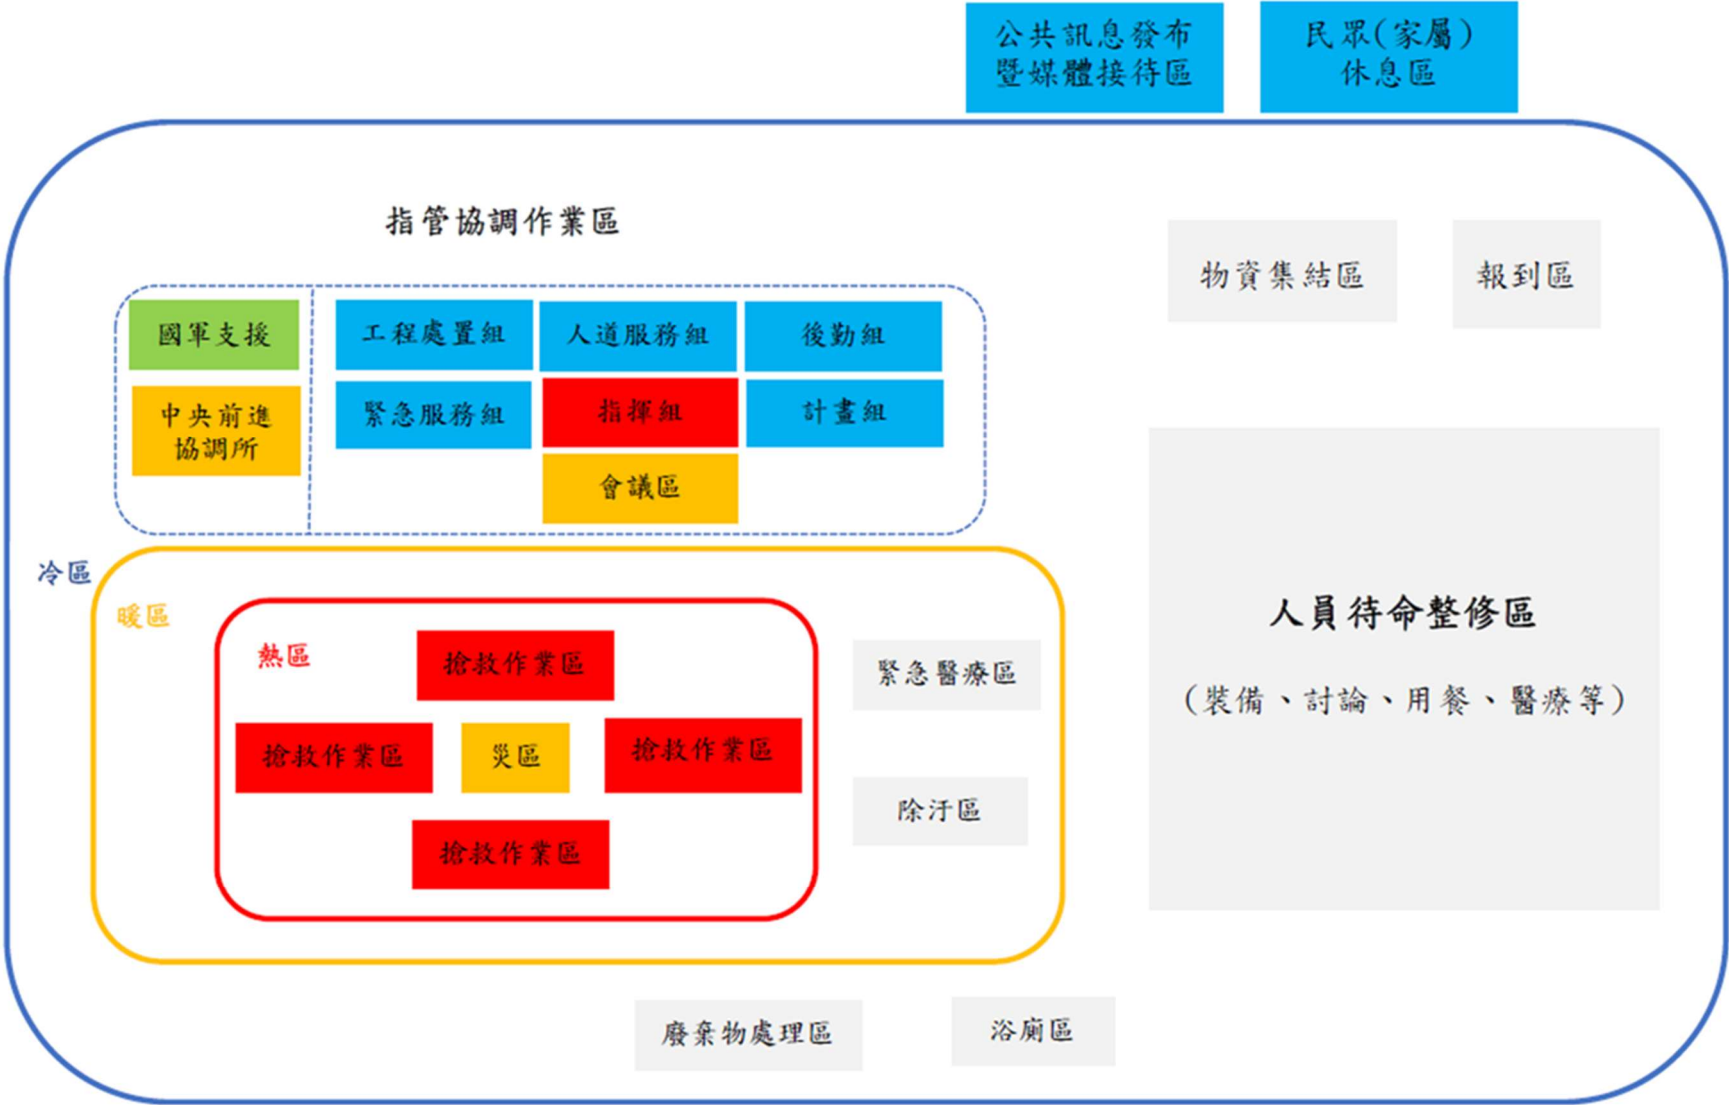 公共訊息發布
暨媒體接待區
民眾(家屬)
休息區
指管協調作業區
物資集結區
報到區
國軍支援
工程處置組
人道服務組
後勤組
中央前進
協調所
緊急服務組
指揮組
計畫組
會議區
冷區
暖區
熱區
搶救作業區
搶救作業區
災區
搶救作業區
搶救作業區
緊急醫療區
除汙區
人員待命整修區
(裝備、討論、用餐、醫療等)
廢棄物處理區
浴廁區